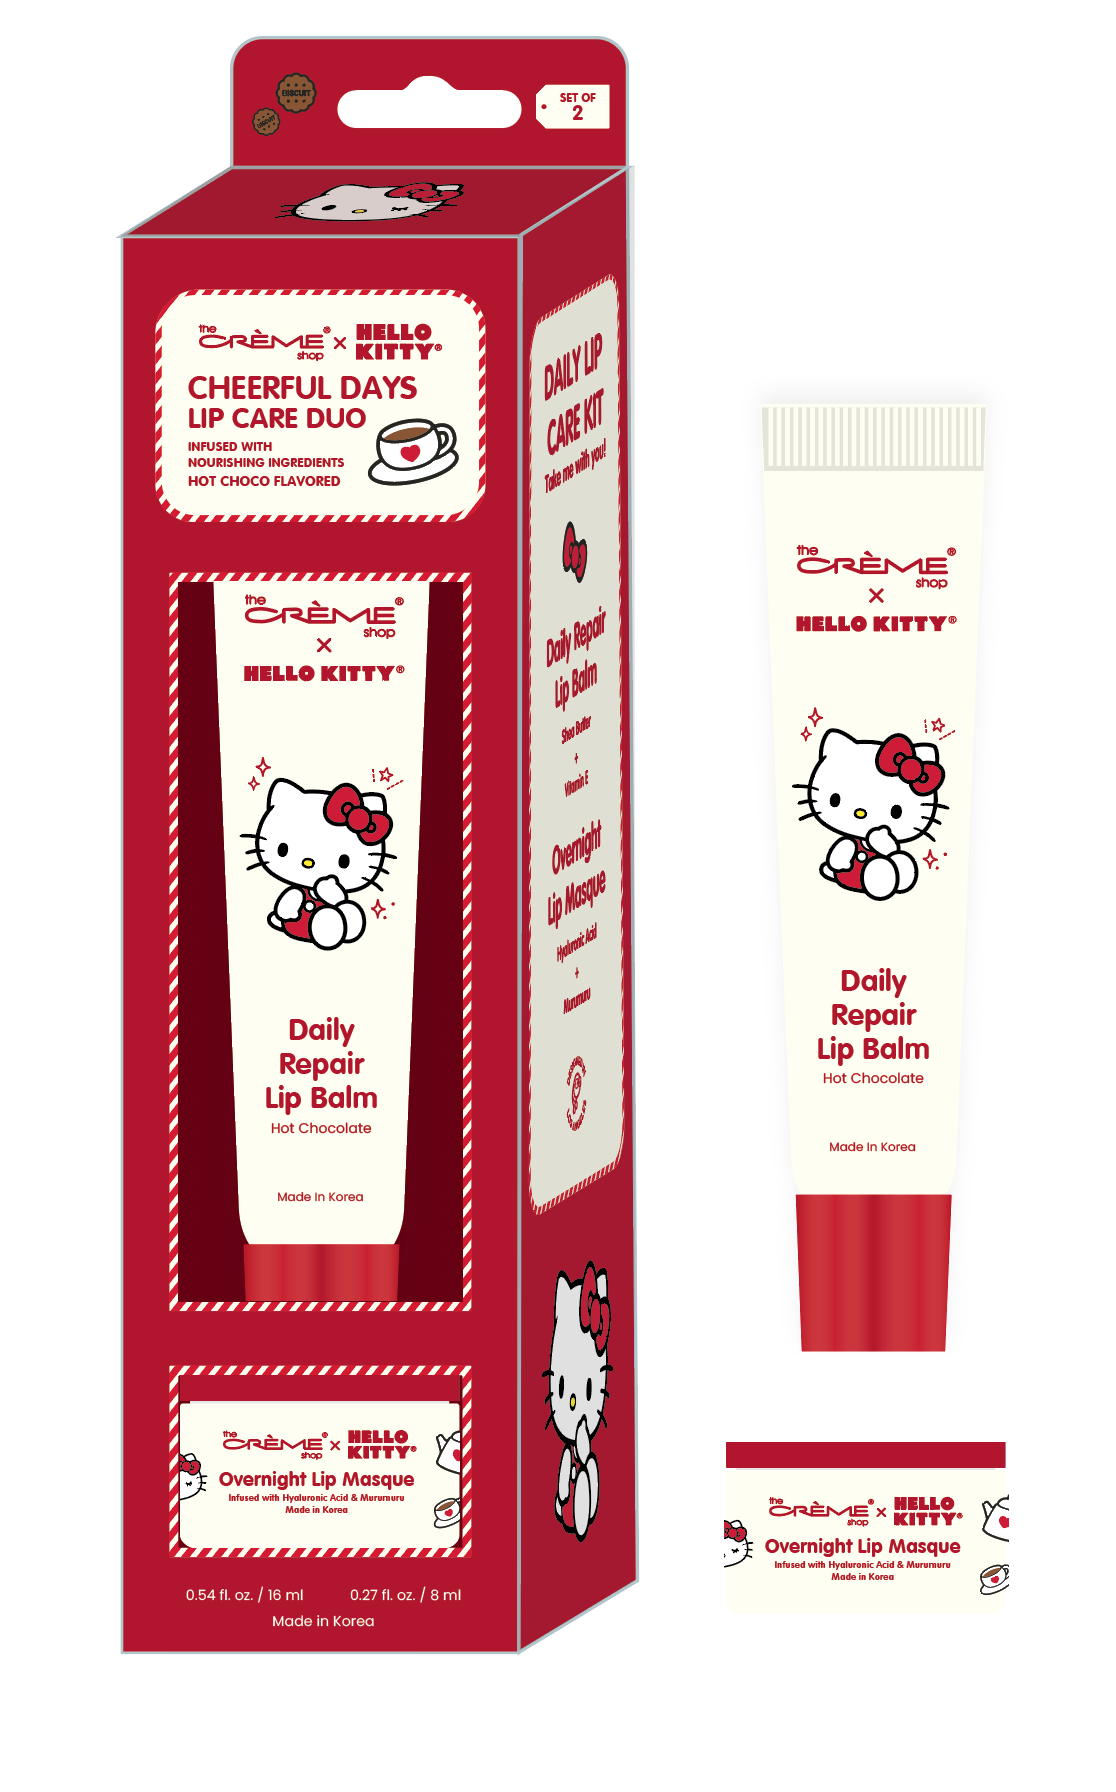 BISCUIT
BISCUIT
SET OF
2
the
CRÈME®
shop
×
HELLO
KITTY®
CHEERFUL DAYS
LIP CARE DUO
INFUSED WITH
NOURISHING INGREDIENTS
HOT CHOCO FLAVORED
the
CRÈME®
shop
×
HELLO KITTY®
Daily
Repair
Lip Balm
Hot Chocolate
Made In Korea
the
CRÈME®
shop
×
HELLO
KITTY®
Overnight Lip Masque
Infused with Hyaluronic Acid & Murumuru
Made in Korea
0.54 fl. oz. / 16 ml
0.27 fl. oz. / 8 ml
Made in Korea
DAILY LIP
CARE KIT
Take me with you!
Daily Repair
Lip Balm
Shea Butter
+
Vitamin E
Overnight
Lip Masque
Hyaluronic Acid
+
Murumuru
the
CRÈME®
shop
×
HELLO KITTY®
Daily
Repair
Lip Balm
Hot Chocolate
Made In Korea
the
CRÈME®
shop
×
HELLO
KITTY®
Overnight Lip Masque
Infused with Hyaluronic Acid & Murumuru
Made in Korea